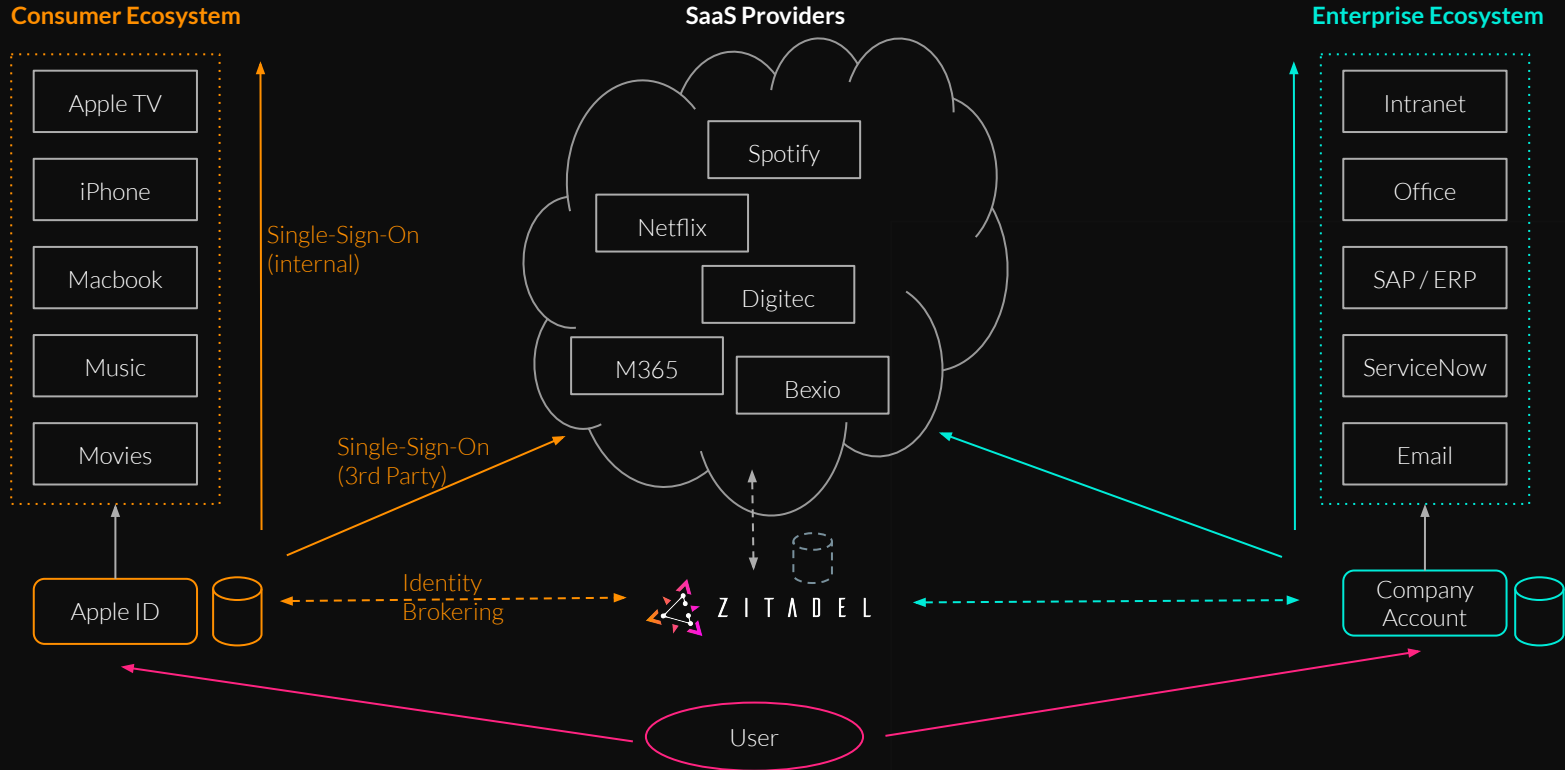 Consumer Ecosystem
SaaS Providers
Enterprise Ecosystem
Apple TV
iPhone
Macbook
Music
Movies
Single-Sign-On
(internal)
Single-Sign-On
(3rd Party)
Spotify
Netflix
Digitec
M365
Bexio
Intranet
Office
SAP / ERP
ServiceNow
Email
Apple ID
Identity
Brokering
ZITADEL
Company
Account
User